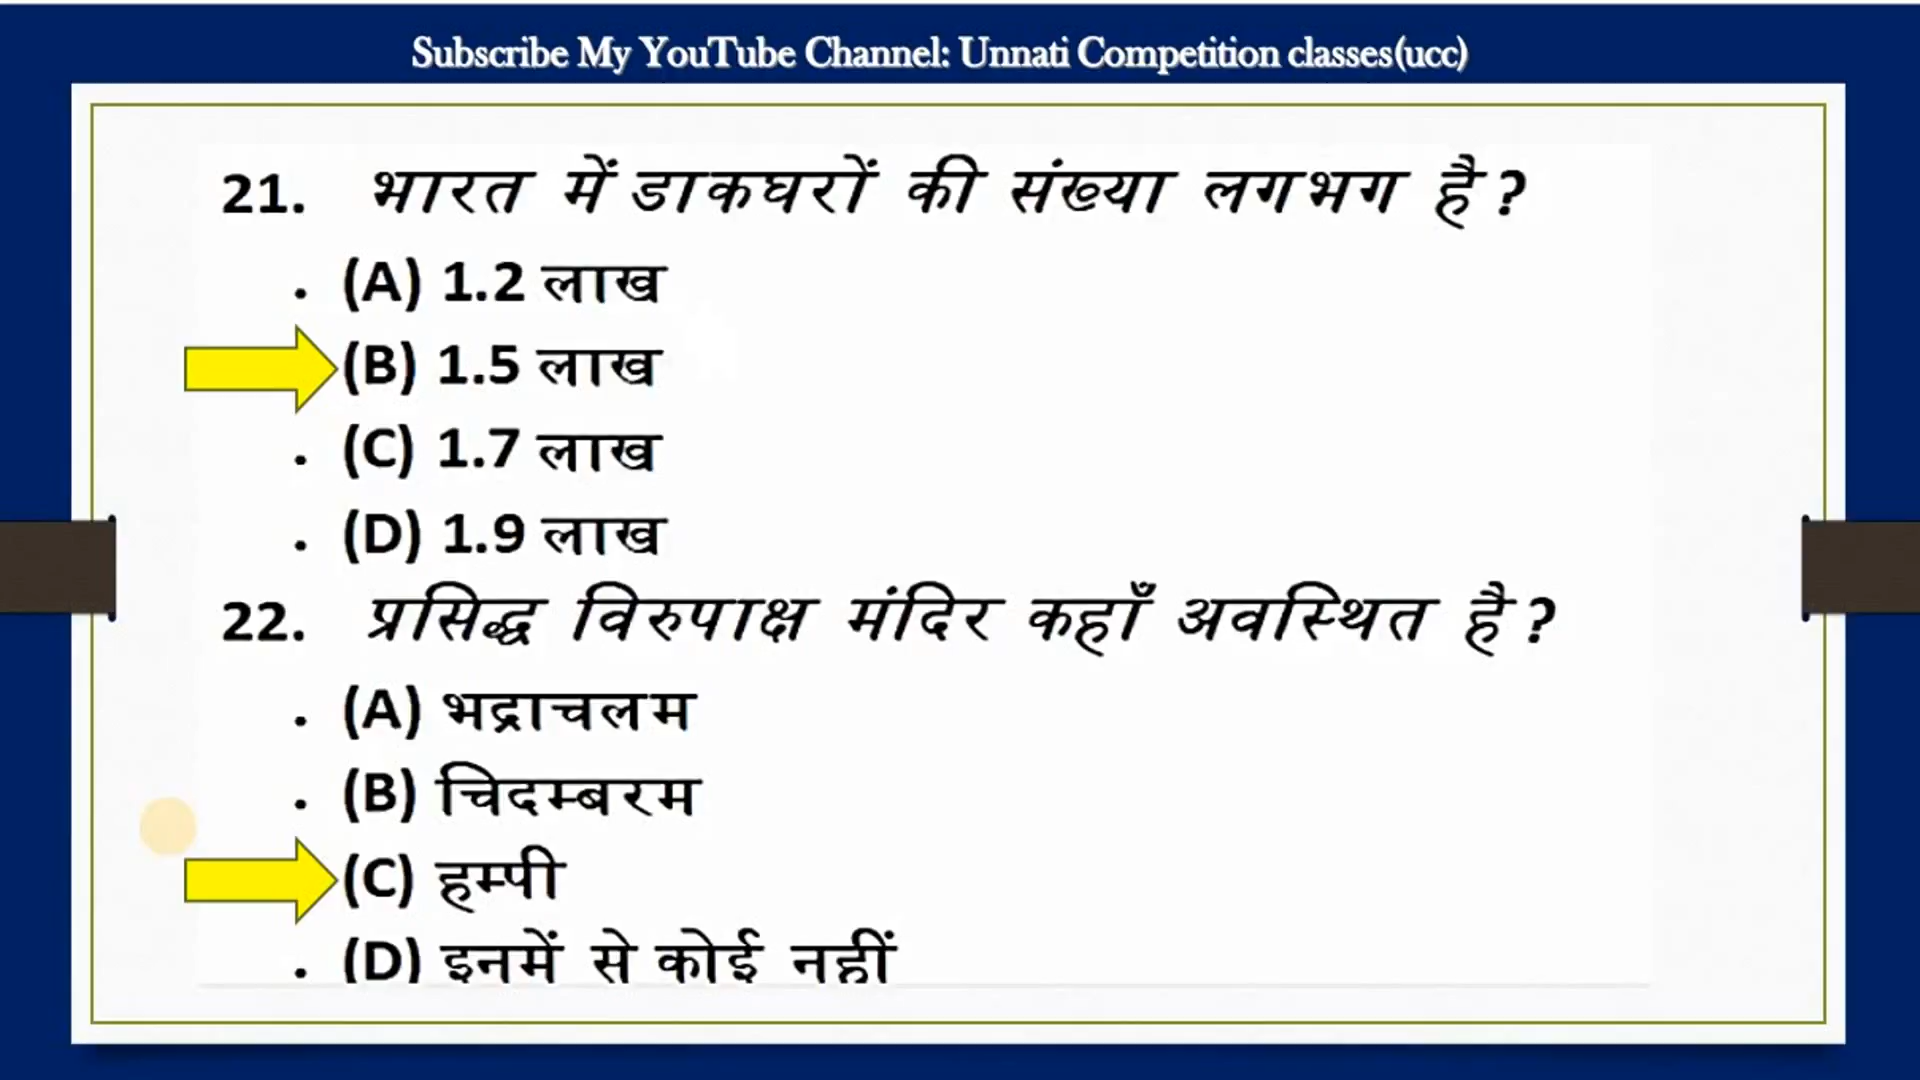 Subscribe My YouTube Channel: Unnati Competition classes(ucc)
21. भारत में डाकघरों की संख्या लगभग है?
. (A) 1.2 लाख
(B) 1.5 लाख
. (C) 1.7 लाख
. (D) 1.9 लाख
22. प्रसिद्ध विरुपाक्ष मंदिर कहाँ अवस्थित है?
. (A) भद्राचलम
. (B) चिदम्बरम
(C) हम्पी
. (D) इनमें से कोई नहीं